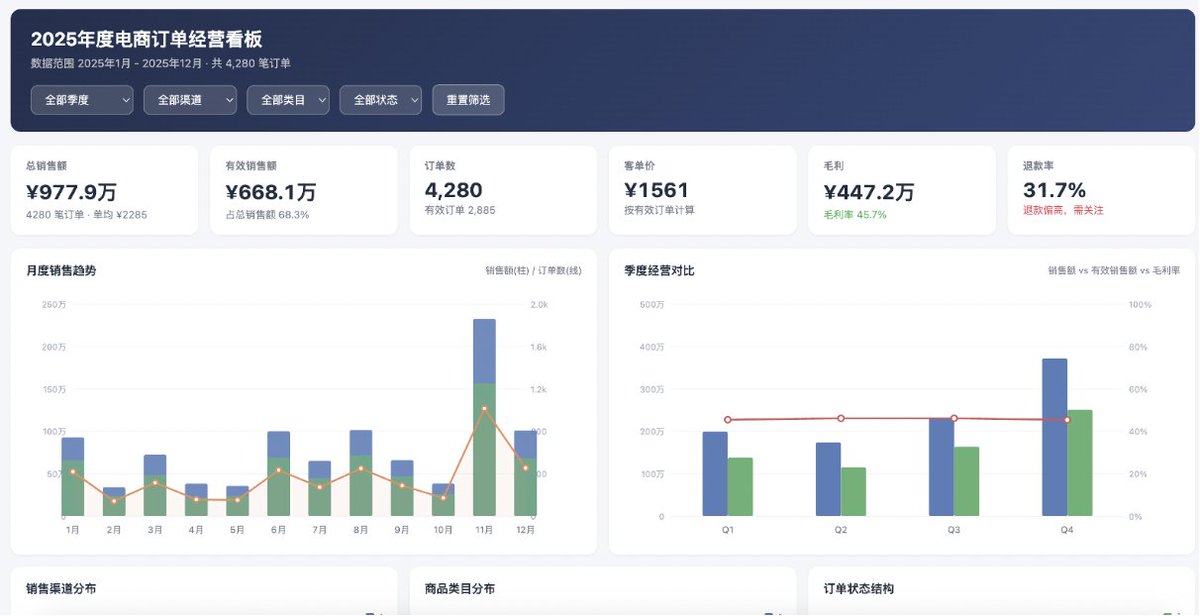 2025年度电商订单经营看板
数据范围 2025年1月 - 2025年12月 · 共 4,280 笔订单
全部季度 全部渠道 全部类目 全部状态 重置筛选
总销售额
¥977.9万
4280 笔订单 · 单均 ¥2285
有效销售额
¥668.1万
占总销售额 68.3%
订单数
4,280
有效订单 2,885
客单价
¥1561
按有效订单计算
毛利
¥447.2万
毛利率 45.7%
退款率
31.7%
退款偏高，需关注
月度销售趋势 销售额(柱) / 订单数(线)
250万 2.0k
200万 1.6k
150万 1.2k
100万 800
50万 400
0 0
1月 2月 3月 4月 5月 6月 7月 8月 9月 10月 11月 12月
季度经营对比 销售额 vs 有效销售额 vs 毛利率
500万 100%
400万 80%
300万 60%
200万 40%
100万 20%
0 0%
Q1 Q2 Q3 Q4
销售渠道分布
商品类目分布
订单状态结构